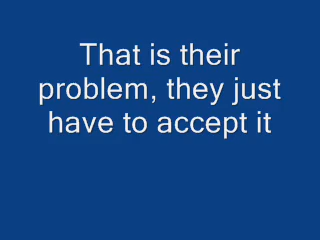 That is their
problem, they just
have to accept it